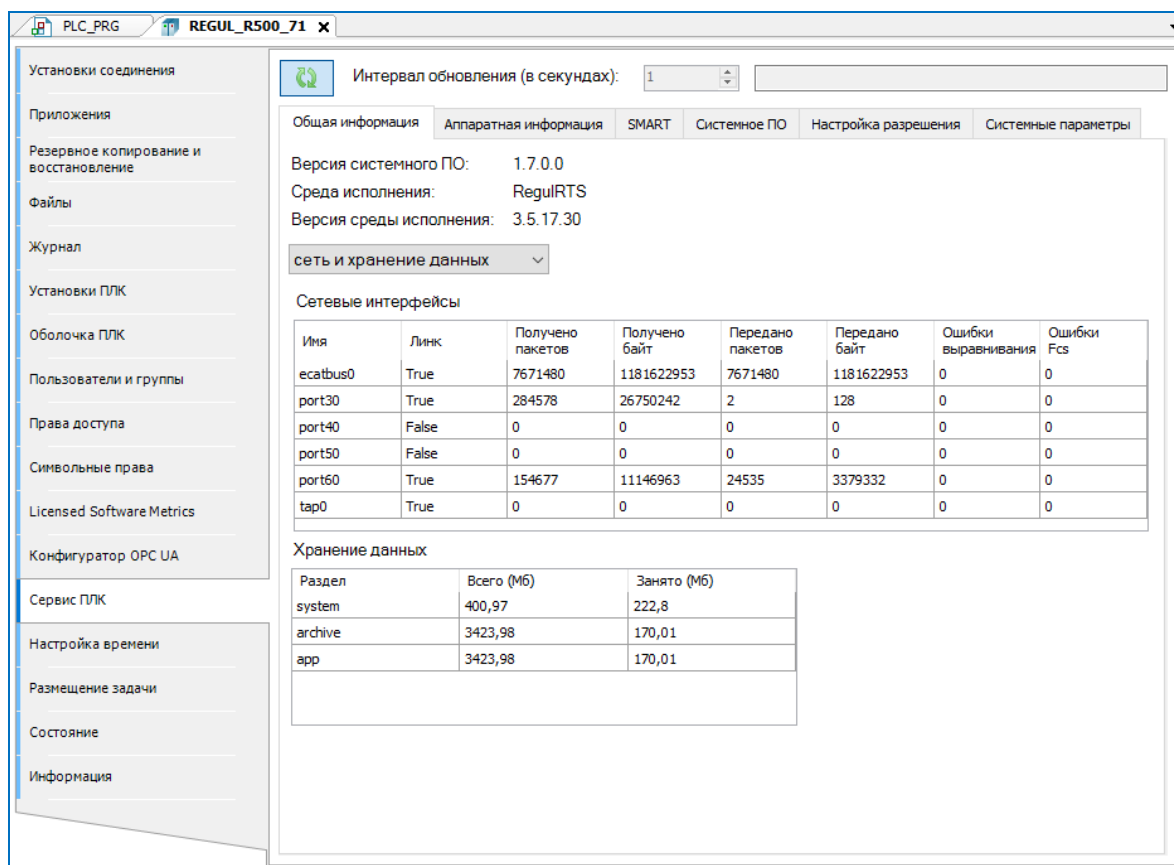 PLC_PRG REGUL_R500_71
Установки соединения
Приложения
Резервное копирование и
восстановление
Файлы
Журнал
Установки ПЛК
Оболочка ПЛК
Пользователи и группы
Права доступа
Символьные права
Licensed Software Metrics
Конфигуратор OPC UA
Сервис ПЛК
Настройка времени
Размещение задачи
Состояние
Информация
Интервал обновления (в секундах): 1
Общая информация Аппаратная информация SMART Системное ПО Настройка разрешения Системные параметры
Версия системного ПО: 1.7.0.0
Среда исполнения: RegulRTS
Версия среды исполнения: 3.5.17.30
сеть и хранение данных
Сетевые интерфейсы
Имя Линк Получено пакетов Получено байт Передано пакетов Передано байт Ошибки выравнивания Ошибки Fcs
ecatbus0 True 7671480 1181622953 7671480 1181622953 0 0
port30 True 284578 26750242 2 128 0 0
port40 False 0 0 0 0 0 0
port50 False 0 0 0 0 0 0
port60 True 154677 11146963 24535 3379332 0 0
tap0 True 0 0 0 0 0 0
Хранение данных
Раздел Всего (Мб) Занято (Мб)
system 400,97 222,8
archive 3423,98 170,01
app 3423,98 170,01